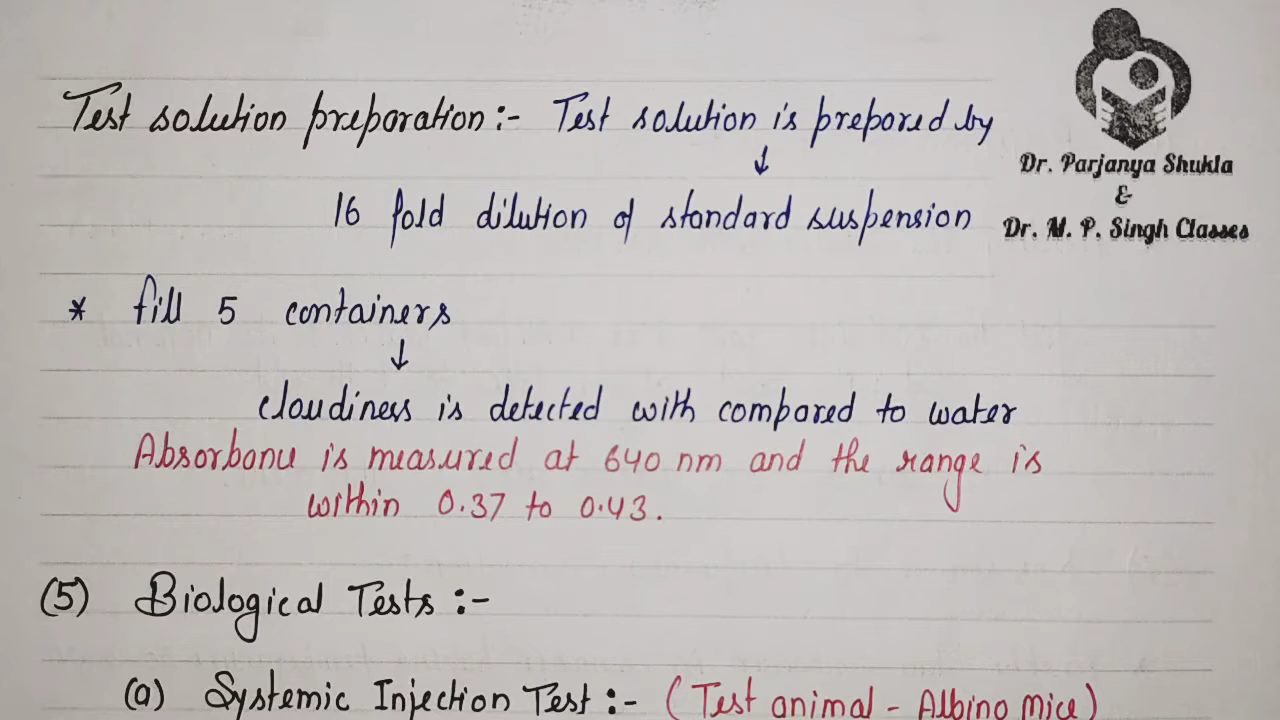 Test solution preparation :- Test solution is prepared by
↓
16 fold dilution of standard suspension
* fill 5 containers
↓
cloudiness is detected with compared to water
Absorbance is measured at 640 nm and the range is
within 0.37 to 0.43.
(5) Biological Tests :-
(a) Systemic Injection Test :- (Test animal - Albino mice)
Dr. Parjanya Shukla
&
Dr. M. P. Singh Classes